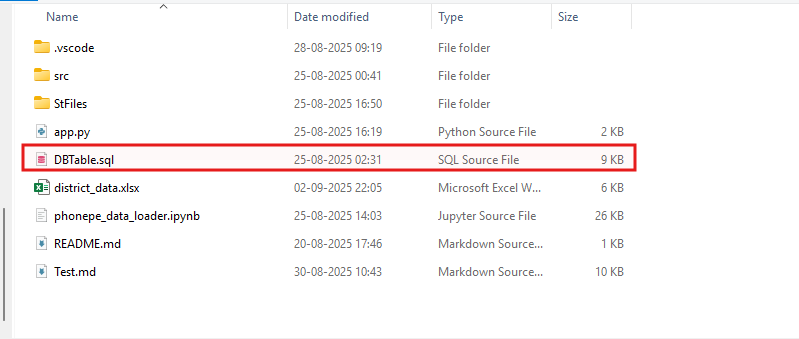 Name Date modified Type Size
.vscode 28-08-2025 09:19 File folder
src 25-08-2025 00:41 File folder
StFiles 25-08-2025 16:50 File folder
app.py 25-08-2025 16:19 Python Source File 2 KB
DBTable.sql 25-08-2025 02:31 SQL Source File 9 KB
district_data.xlsx 02-09-2025 22:05 Microsoft Excel W... 6 KB
phonepe_data_loader.ipynb 25-08-2025 14:03 Jupyter Source File 26 KB
README.md 20-08-2025 17:46 Markdown Source... 1 KB
Test.md 30-08-2025 10:43 Markdown Source... 10 KB